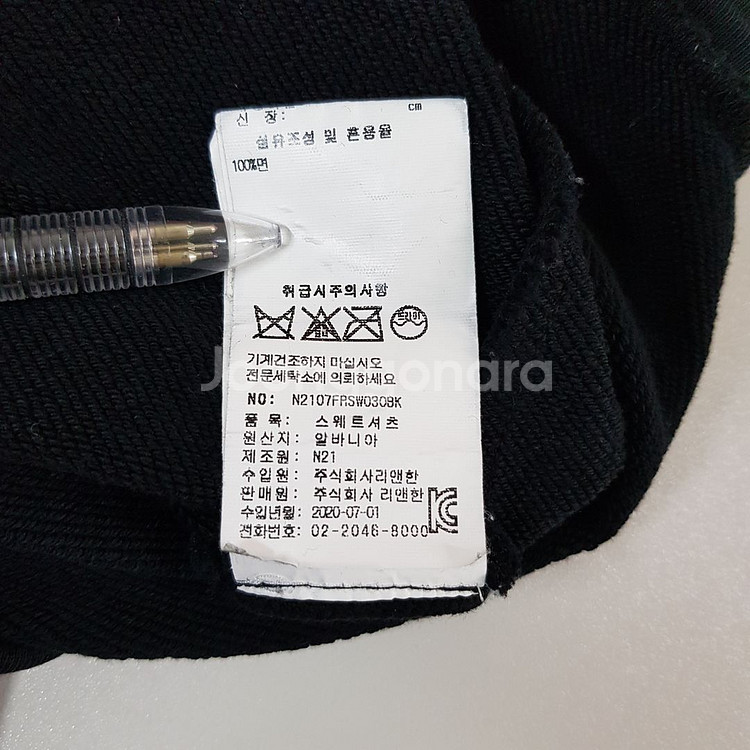 cm
신 장:
섬유조성 및 혼용율
100%면
취급시주의사항
드라이
기계건조하지 마십시오
전문세탁소에 의뢰하세요
NO: N2107FRSW030BK
품 목: 스웨트셔츠
원산지: 알바니아
제조원: N21
수입원: 주식회사리앤한
판매원: 주식회사 리앤한
수입년월: 2020-07-01
전화번호: 02-2046-8000